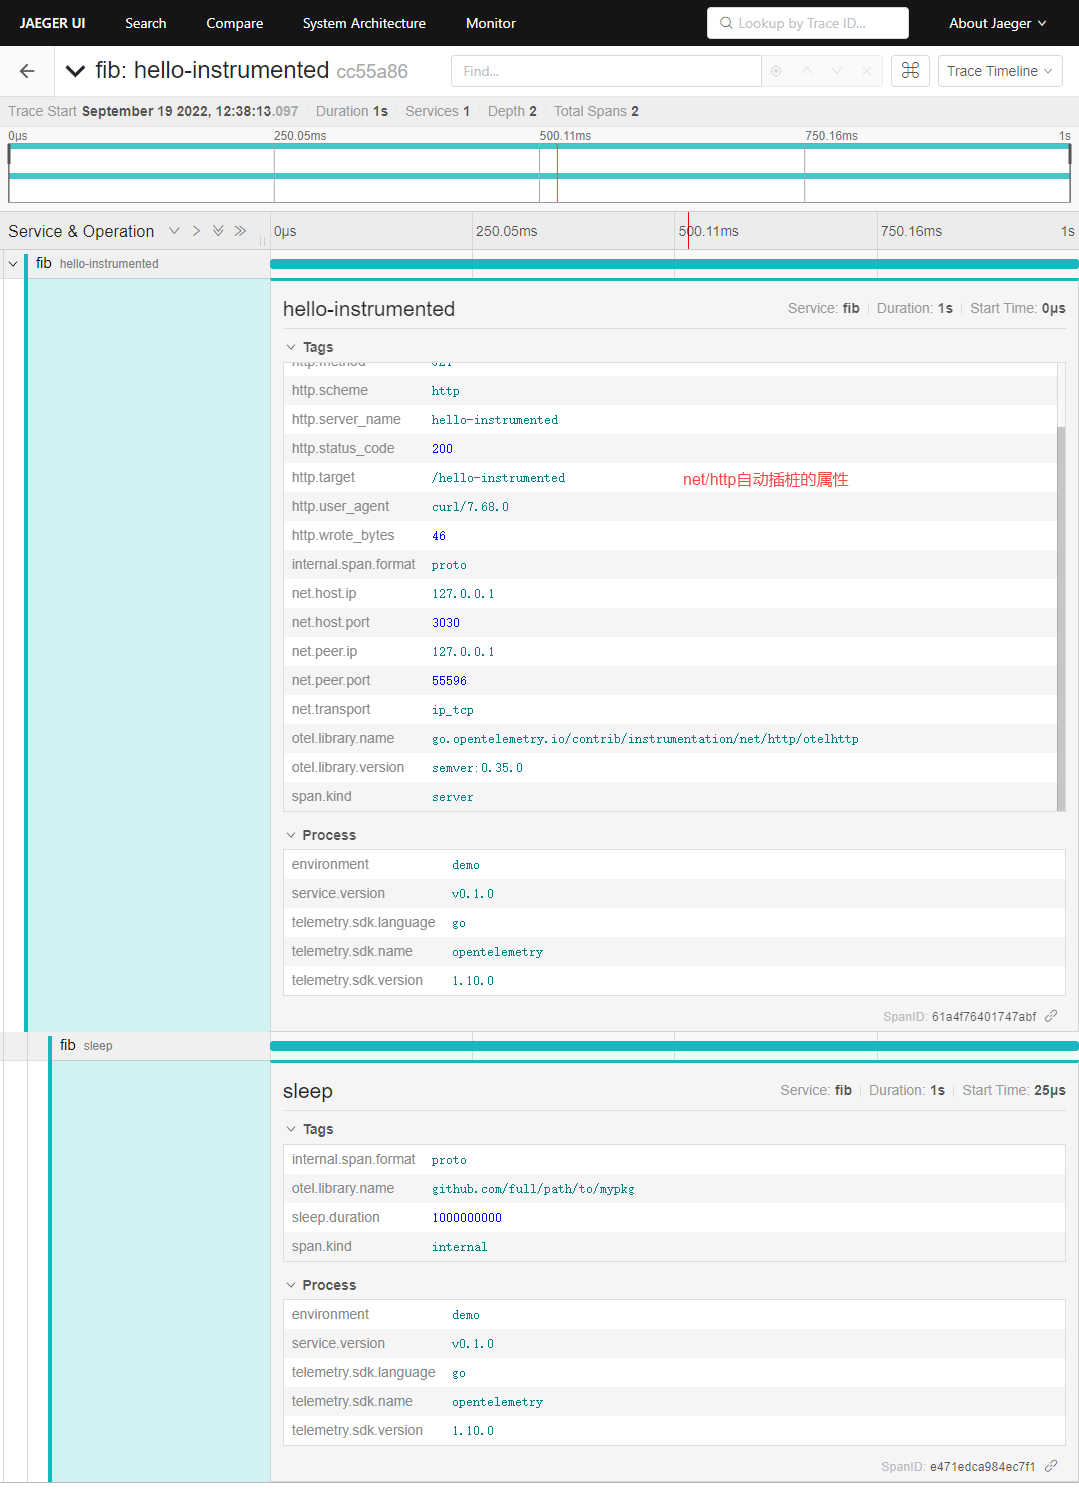 JAEGER UI Search Compare System Architecture Monitor Lookup by Trace ID... About Jaeger
fib: hello-instrumented cc55a86 Find... Trace Timeline
Trace Start September 19 2022, 12:38:13.097 Duration 1s Services 1 Depth 2 Total Spans 2
0μs 250.05ms 500.11ms 750.16ms 1s
Service & Operation 0μs 250.05ms 500.11ms 750.16ms 1s
fib hello-instrumented
hello-instrumented Service: fib Duration: 1s Start Time: 0μs
Tags
http.method GET
http.scheme http
http.server_name hello-instrumented
http.status_code 200
http.target /hello-instrumented net/http自动插桩的属性
http.user_agent curl/7.68.0
http.wrote_bytes 46
internal.span.format proto
net.host.ip 127.0.0.1
net.host.port 3030
net.peer.ip 127.0.0.1
net.peer.port 55596
net.transport ip_tcp
otel.library.name go.opentelemetry.io/contrib/instrumentation/net/http/otelhttp
otel.library.version semver:0.35.0
span.kind server
Process
environment demo
service.version v0.1.0
telemetry.sdk.language go
telemetry.sdk.name opentelemetry
telemetry.sdk.version 1.10.0
SpanID: 61a4f76401747abf
fib sleep
sleep Service: fib Duration: 1s Start Time: 25μs
Tags
internal.span.format proto
otel.library.name github.com/full/path/to/mypkg
sleep.duration 1000000000
span.kind internal
Process
environment demo
service.version v0.1.0
telemetry.sdk.language go
telemetry.sdk.name opentelemetry
telemetry.sdk.version 1.10.0
SpanID: e471edca984ec7f1